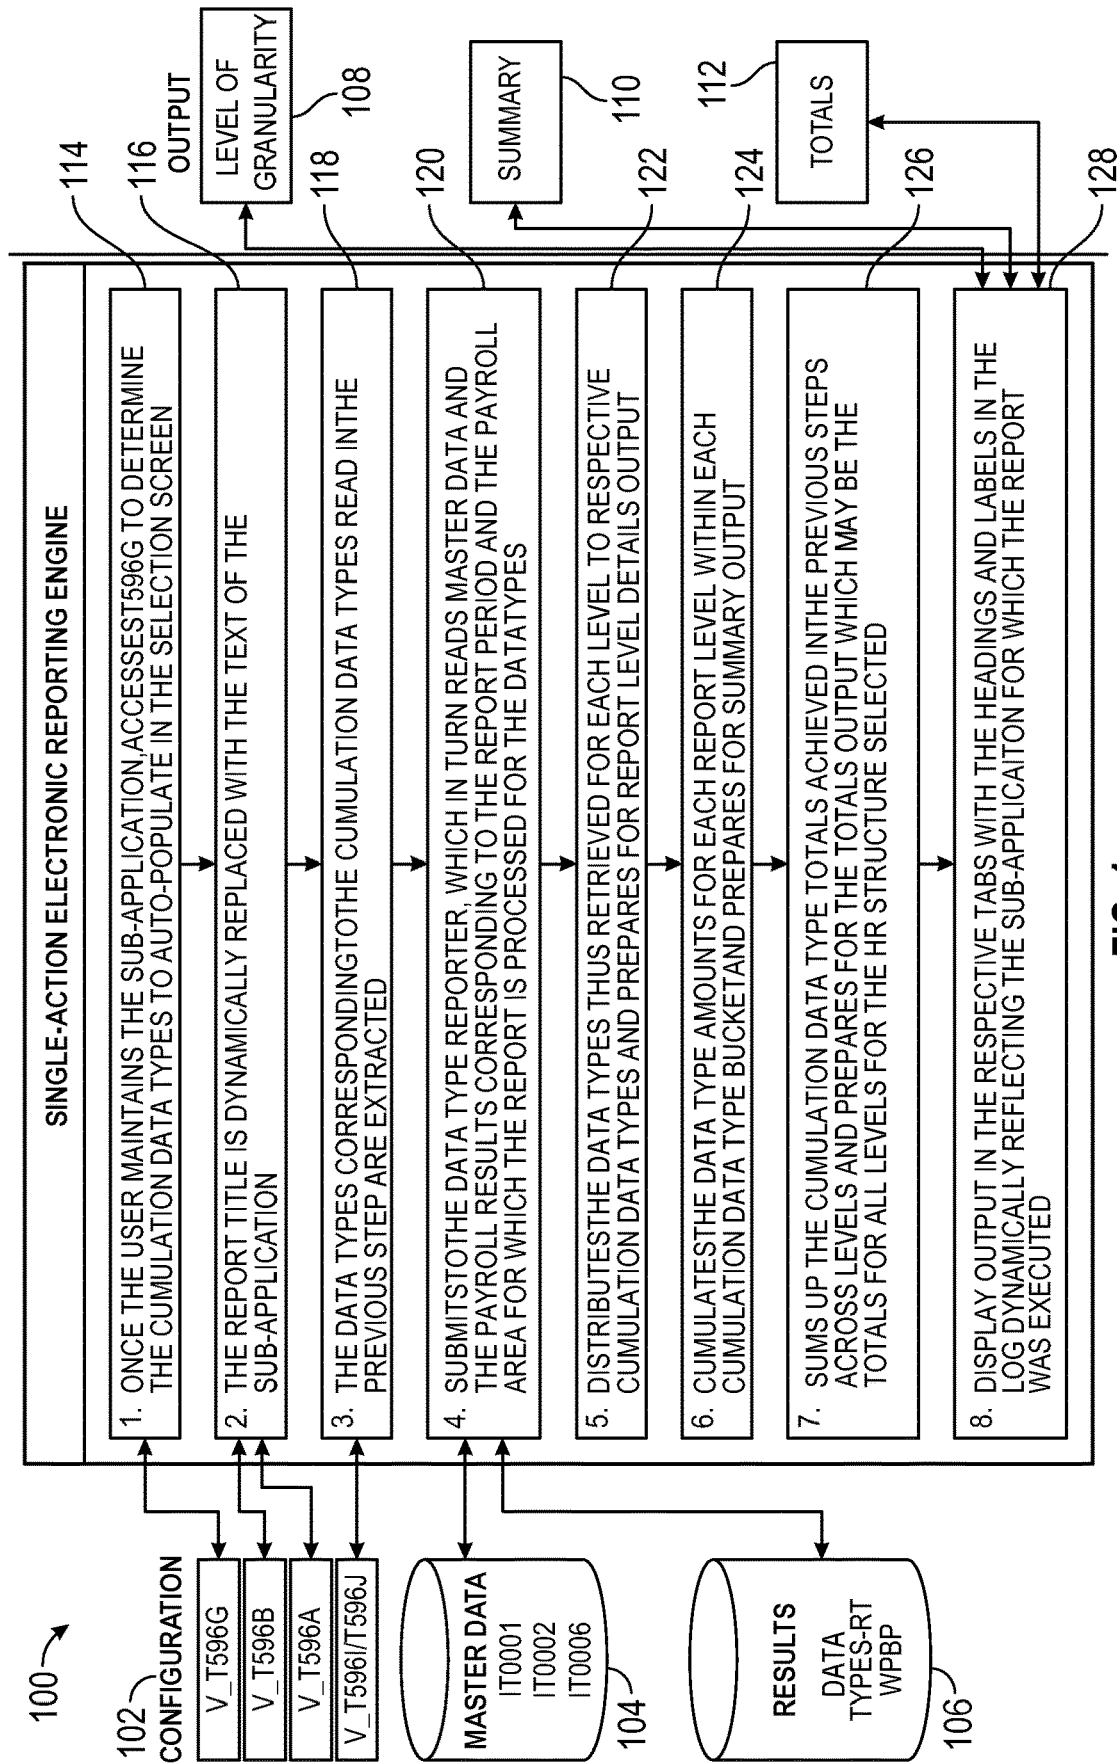 100
102
CONFIGURATION
V_T596G
V_T596B
V_T596A
V_T596I/T596J
MASTER DATA
IT0001
IT0002
IT0006
104
RESULTS
DATA
TYPES-RT
WPBP
106
SINGLE-ACTION ELECTRONIC REPORTING ENGINE
1. ONCE THE USER MAINTAINS THE SUB-APPLICATION,ACCESSEST596G TO DETERMINE
THE CUMULATION DATA TYPES TO AUTO-POPULATE IN THE SELECTION SCREEN
2. THE REPORT TITLE IS DYNAMICALLY REPLACED WITH THE TEXT OF THE
SUB-APPLICATION
3. THE DATA TYPES CORRESPONDINGTOTHE CUMULATION DATA TYPES READ INTHE
PREVIOUS STEP ARE EXTRACTED
4. SUBMITSTOTHE DATA TYPE REPORTER, WHICH IN TURN READS MASTER DATA AND
THE PAYROLL RESULTS CORRESPONDING TO THE REPORT PERIOD AND THE PAYROLL
AREA FOR WHICH THE REPORT IS PROCESSED FOR THE DATATYPES
5. DISTRIBUTESTHE DATA TYPES THUS RETRIEVED FOR EACH LEVEL TO RESPECTIVE
CUMULATION DATA TYPES AND PREPARES FOR REPORT LEVEL DETAILS OUTPUT
6. CUMULATESTHE DATA TYPE AMOUNTS FOR EACH REPORT LEVEL WITHIN EACH
CUMULATION DATA TYPE BUCKETAND PREPARES FOR SUMMARY OUTPUT
7. SUMS UP THE CUMULATION DATA TYPE TOTALS ACHIEVED INTHE PREVIOUS STEPS
ACROSS LEVELS AND PREPARES FOR THE TOTALS OUTPUT WHICH MAY BE THE
TOTALS FOR ALL LEVELS FOR THE HR STRUCTURE SELECTED
8. DISPLAY OUTPUT IN THE RESPECTIVE TABS WITH THE HEADINGS AND LABELS IN THE
LOG DYNAMICALLY REFLECTING THE SUB-APPLICAITON FOR WHICH THE REPORT
WAS EXECUTED
114
116
118
120
122
124
126
128
OUTPUT
LEVEL OF
GRANULARITY
108
SUMMARY
110
TOTALS
112